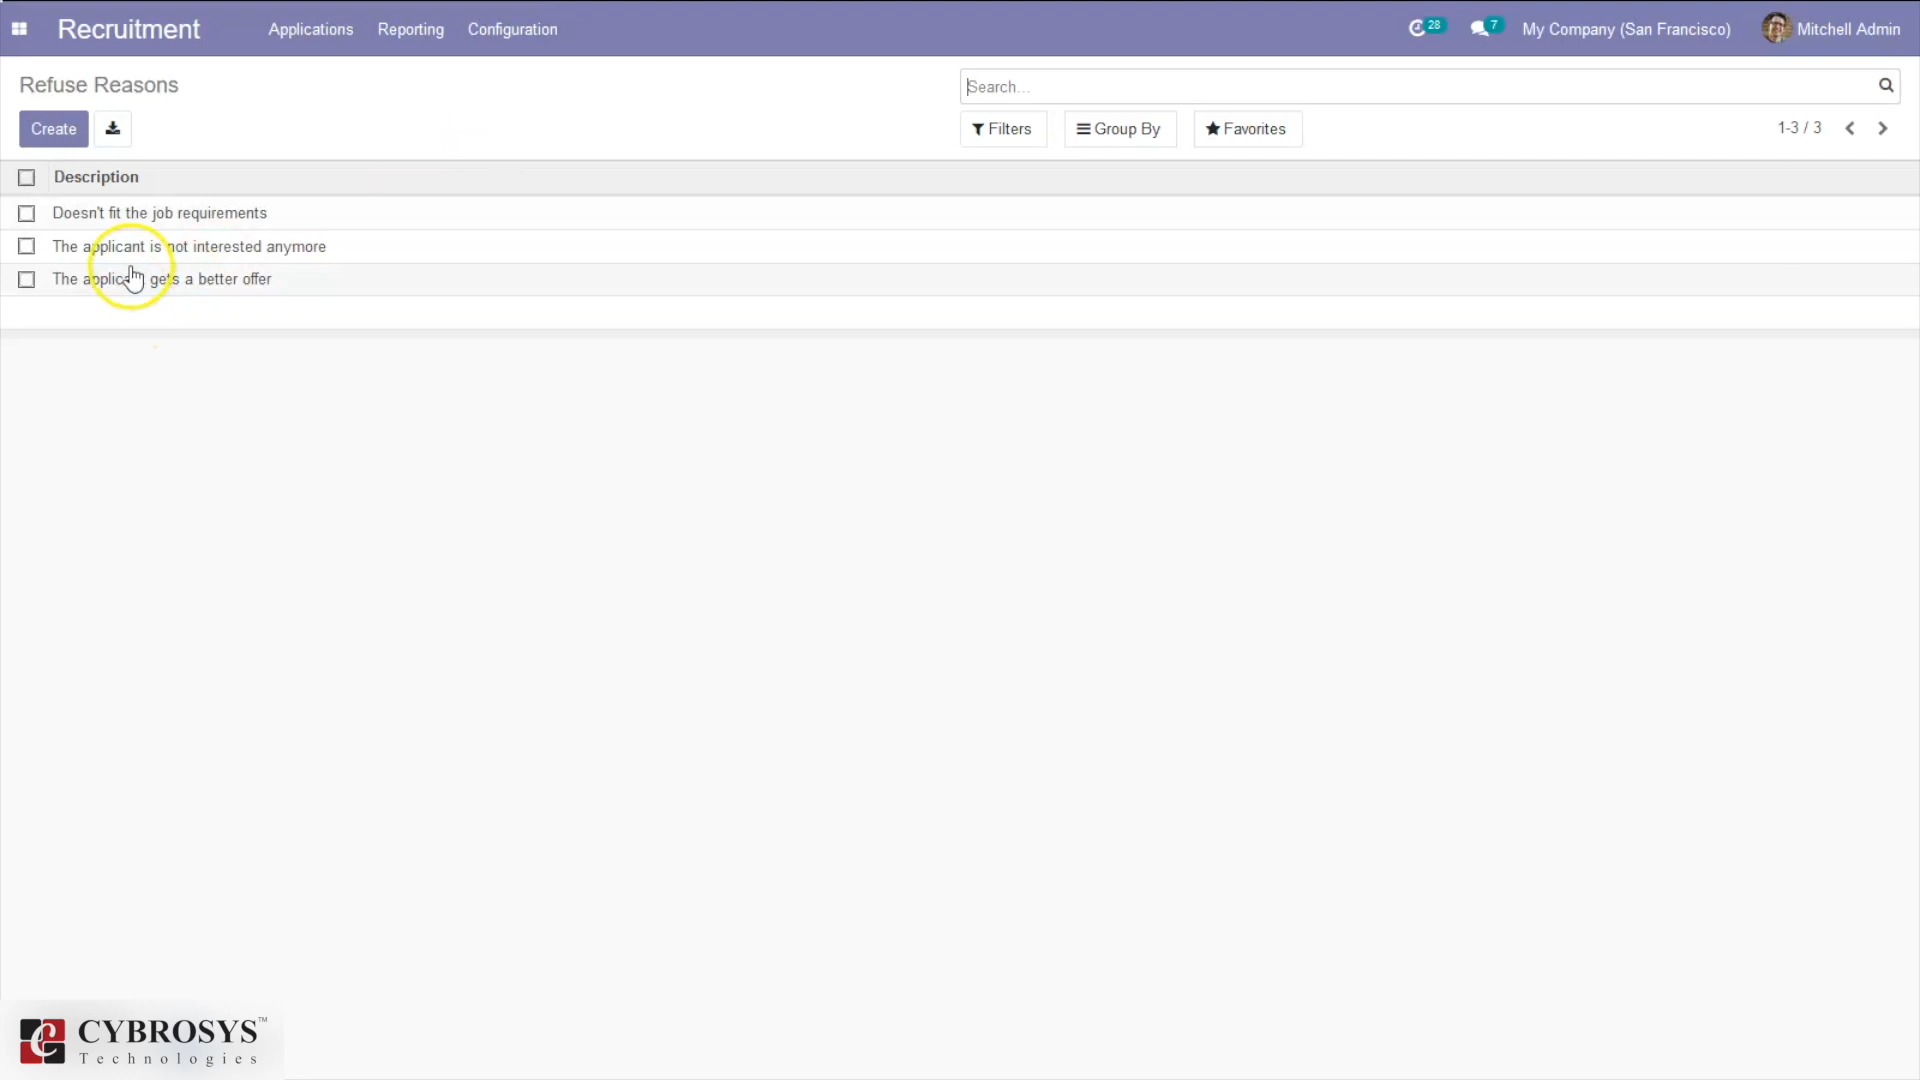 Recruitment Applications Reporting Configuration 28 7 My Company (San Francisco) Mitchell Admin
Refuse Reasons
Search...
Create
Filters Group By Favorites 1-3 / 3
Description
Doesn't fit the job requirements
The applicant is not interested anymore
The applicant gets a better offer
CYBROSYS™
Technologies